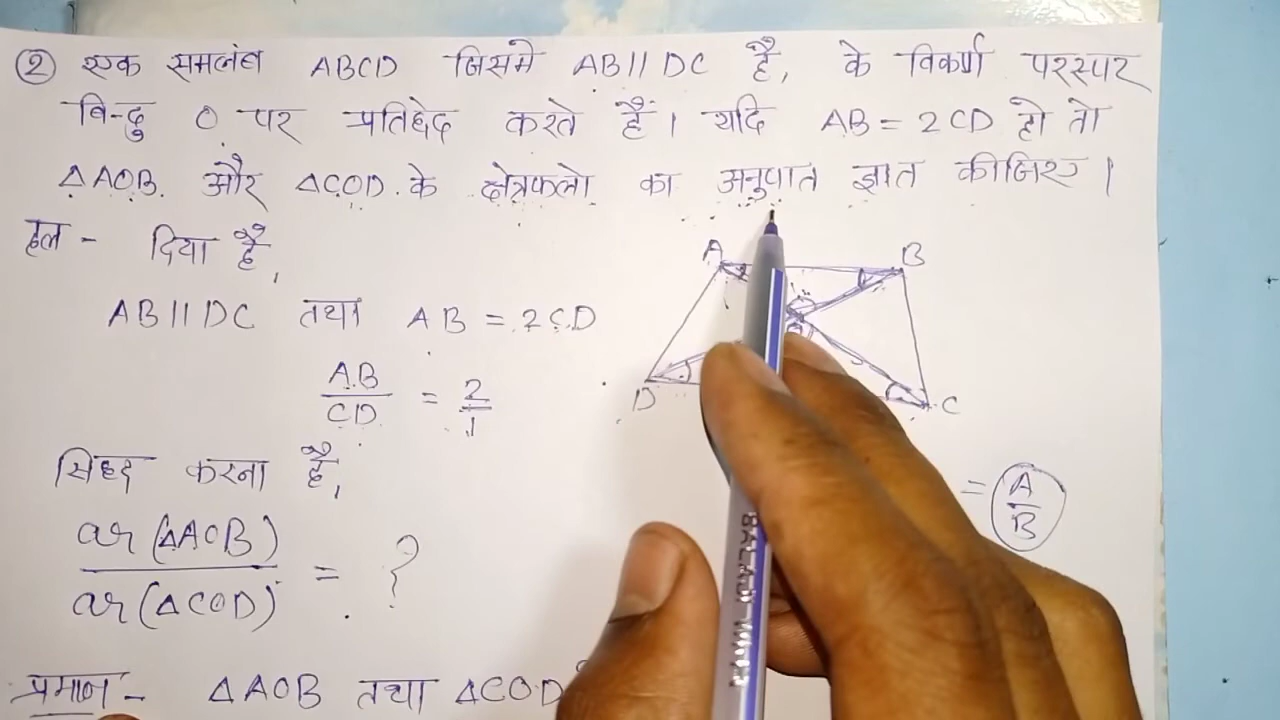 ② एक समलंब ABCD जिसमे AB || DC है, के विकर्ण परस्पर
बिन्दु O पर प्रतिछेद करते हैं। यदि AB = 2CD हो तो
ΔAOB और ΔCOD के क्षेत्रफलो का अनुपात ज्ञात कीजिए।
हल - दिया है,
AB || DC तथा AB = 2CD
AB/CD = 2/1
सिद्ध करना है,
ar(ΔAOB)/ar(ΔCOD) = ?
प्रमान - ΔAOB तथा ΔCOD
A B
D C
= A/B